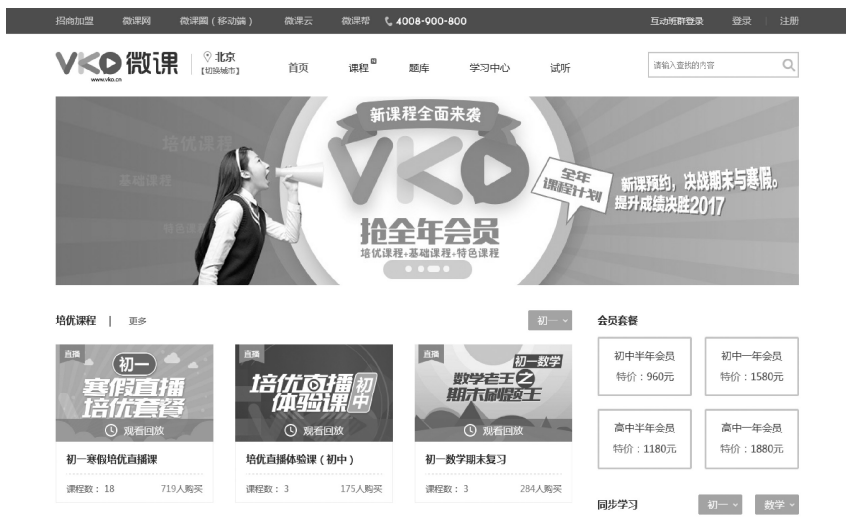 招商加盟 微课网 微课圈（移动端） 微课云 微课帮 4008-900-800 互动班群登录 登录 注册
VKO 微课 www.vko.cn 北京 【切换城市】 首页 课程 题库 学习中心 试听 请输入查找的内容
新课程全面来袭
培优课程
基础课程
特色课程
VKO
抢全年会员
培优课程+基础课程+特色课程
全年
课程计划
新课预约，决战期末与寒假。
提升成绩决胜2017
培优课程 | 更多 初一
直播
初一
寒假直播
培优套餐
观看回放
初一寒假培优直播课
课程数：18 719人购买
直播
培优直播 初中
体验课
观看回放
培优直播体验课（初中）
课程数：3 175人购买
直播
初一数学
数学老王之
期末刷题王
观看回放
初一数学期末复习
课程数：3 284人购买
会员套餐
初中半年会员
特价：960元
初中一年会员
特价：1580元
高中半年会员
特价：1180元
高中一年会员
特价：1880元
同步学习 初一 数学